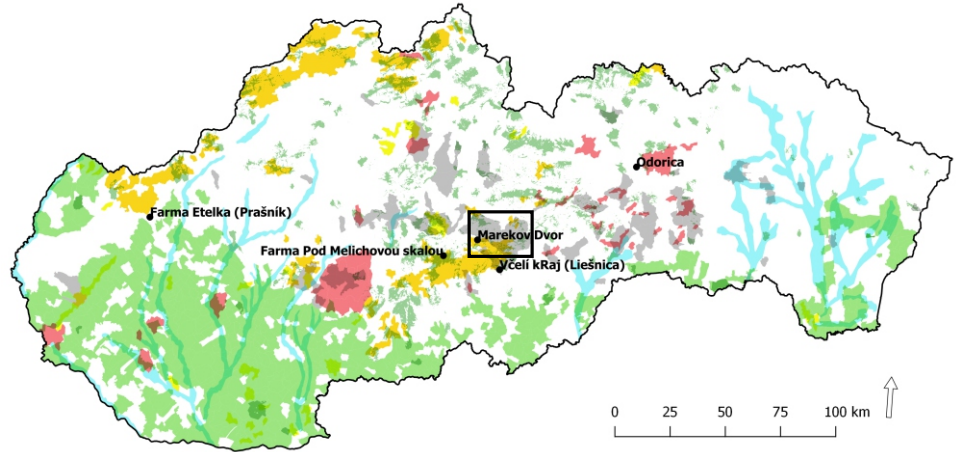 Odorica
Farma Etelka (Prašník)
Marekov Dvor
Farma Pod Melichovou skalou
Včelí kRaj (Liešnica)
0 25 50 75 100 km